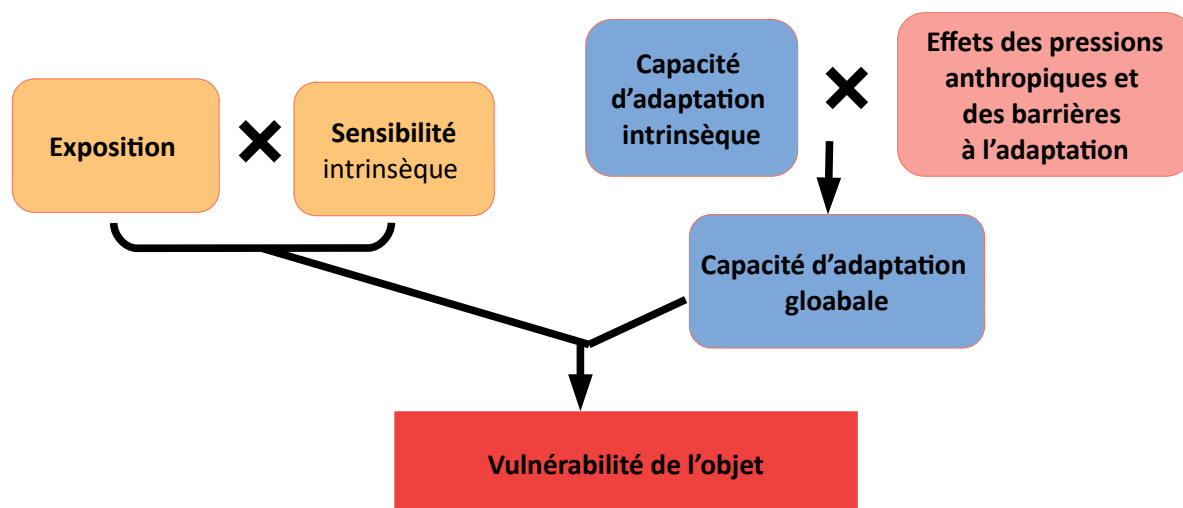 Exposition
Sensibilité
intrinsèque
Capacité
d’adaptation
intrinsèque
Effets des pressions
anthropiques et
des barrières
à l’adaptation
Capacité d’adaptation
gloabale
Vulnérabilité de l’objet